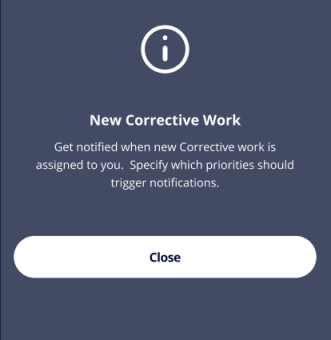 New Corrective Work
Get notified when new Corrective work is
assigned to you.  Specify which priorities should
trigger notifications.
Close